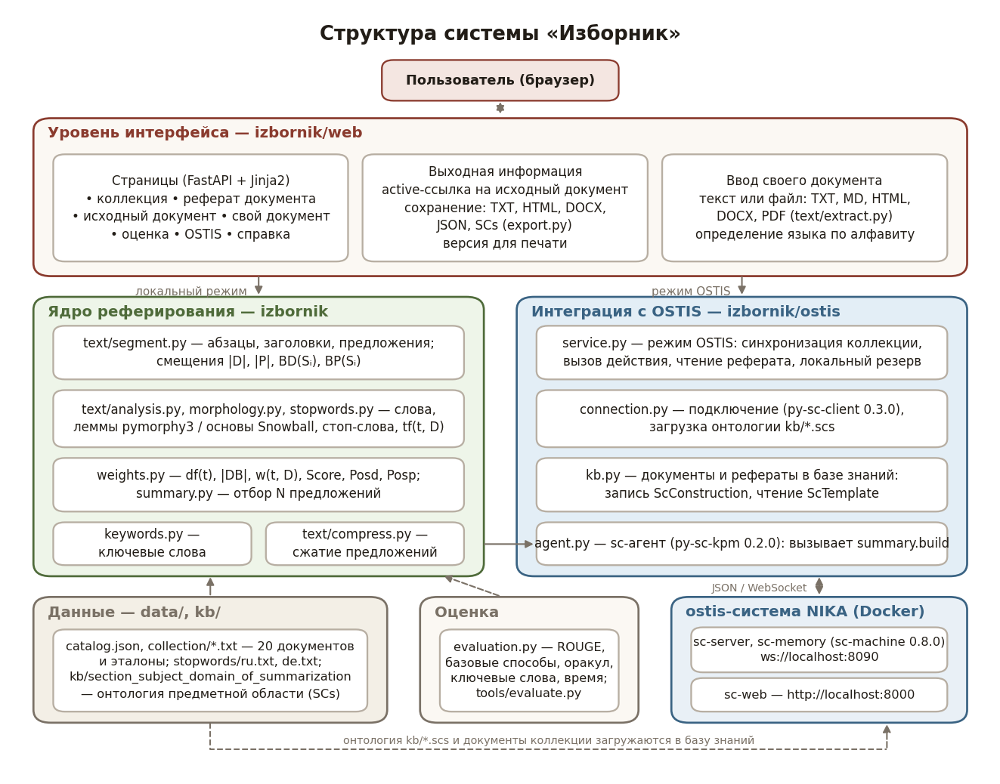 Структура системы «Изборник»
Пользователь (браузер)
Уровень интерфейса — izbornik/web
Страницы (FastAPI + Jinja2)
• коллекция • реферат документа
• исходный документ • свой документ
• оценка • OSTIS • справка
Выходная информация
active-ссылка на исходный документ
сохранение: TXT, HTML, DOCX,
JSON, SCs (export.py)
версия для печати
Ввод своего документа
текст или файл: TXT, MD, HTML,
DOCX, PDF (text/extract.py)
определение языка по алфавиту
локальный режим
режим OSTIS
Ядро реферирования — izbornik
text/segment.py — абзацы, заголовки, предложения;
смещения |D|, |P|, BD(Sᵢ), BP(Sᵢ)
text/analysis.py, morphology.py, stopwords.py — слова,
леммы pymorphy3 / основы Snowball, стоп-слова, tf(t, D)
weights.py — df(t), |DB|, w(t, D), Score, Posd, Posp;
summary.py — отбор N предложений
keywords.py —
ключевые слова
text/compress.py —
сжатие предложений
Интеграция с OSTIS — izbornik/ostis
service.py — режим OSTIS: синхронизация коллекции,
вызов действия, чтение реферата, локальный резерв
connection.py — подключение (py-sc-client 0.3.0),
загрузка онтологии kb/*.scs
kb.py — документы и рефераты в базе знаний:
запись ScConstruction, чтение ScTemplate
agent.py — sc-агент (py-sc-kpm 0.2.0): вызывает summary.build
JSON / WebSocket
Данные — data/, kb/
catalog.json, collection/*.txt — 20 документов
и эталоны; stopwords/ru.txt, de.txt;
kb/section_subject_domain_of_summarization
— онтология предметной области (SCs)
Оценка
evaluation.py — ROUGE,
базовые способы, оракул,
ключевые слова, время;
tools/evaluate.py
ostis-система NIKA (Docker)
sc-server, sc-memory (sc-machine 0.8.0)
ws://localhost:8090
sc-web — http://localhost:8000
онтология kb/*.scs и документы коллекции загружаются в базу знаний